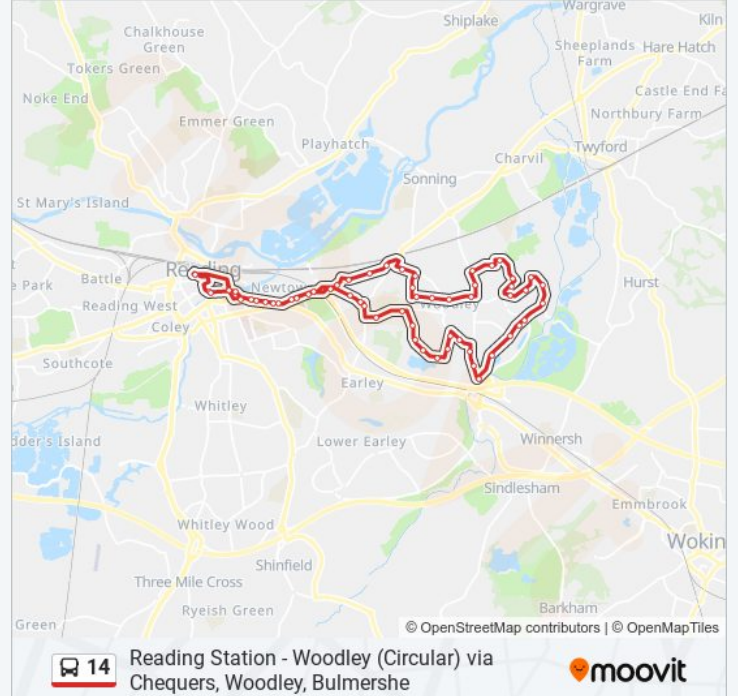 Wargrave
Shiplake
Kiln
Chalkhouse
Green
Sheeplands Hare Hatch
Farm
Tokers Green
Castle End Fa
Noke End
Northbury Farm
Emmer Green
Playhatch
Twyford
Charvil
Sonning
St Mary's Island
Reading
e Park
Battle
Newtow
Hurst
Reading West
Woodley
Coley
Southcote
Earley
Whitley
dder's Island
Lower Earley
Winnersh
Sindlesham
Emmbrook
Whitley Wood
Wokin
Shinfield
Three Mile Cross
Ryeish Green
Barkham
Green
© OpenStreetMap contributors | © OpenMapTiles
14
Reading Station - Woodley (Circular) via
Chequers, Woodley, Bulmershe
moovit